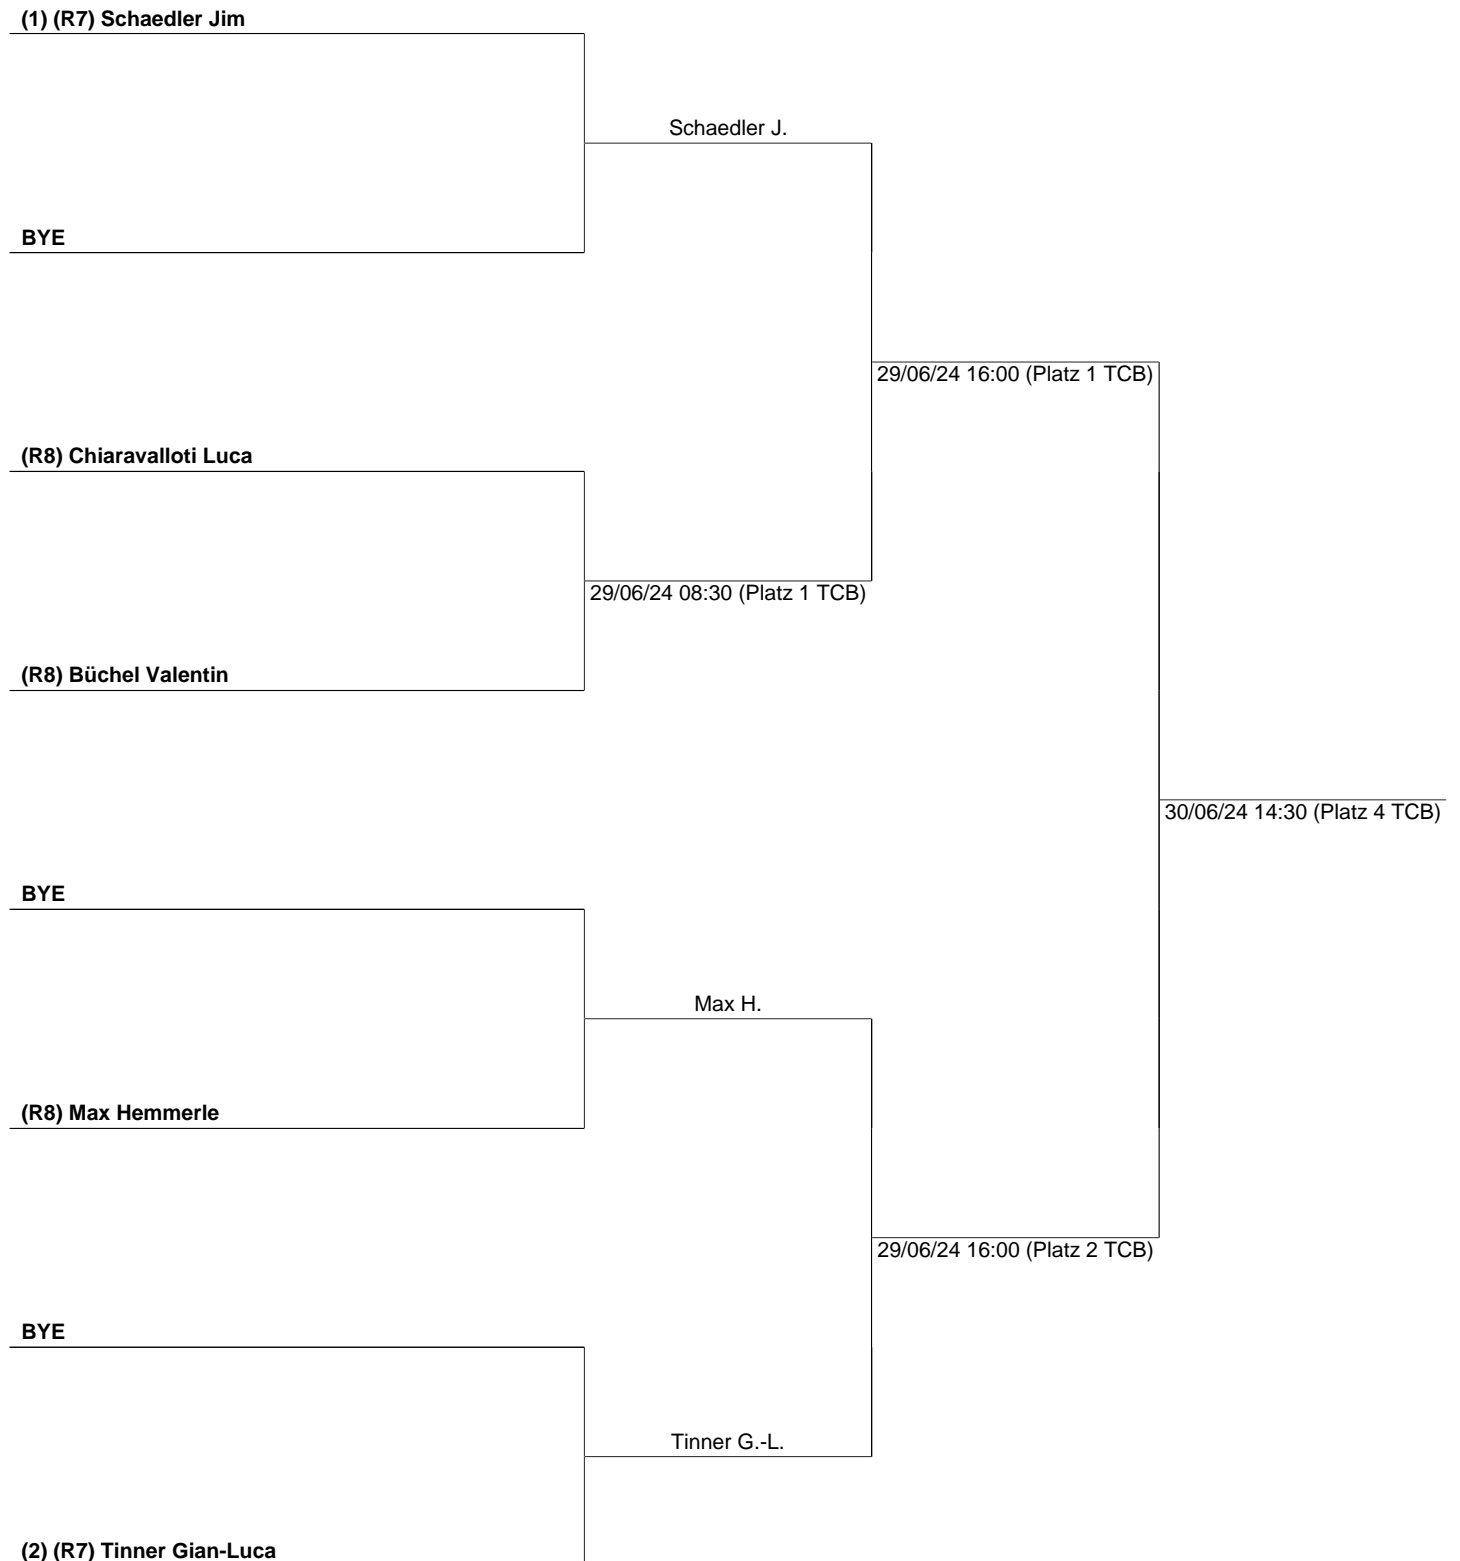 (1) (R7) Schaedler Jim
Schaedler J.
BYE
29/06/24 16:00 (Platz 1 TCB)
(R8) Chiaravalloti Luca
29/06/24 08:30 (Platz 1 TCB)
(R8) Büchel Valentin
30/06/24 14:30 (Platz 4 TCB)
BYE
Max H.
(R8) Max Hemmerle
29/06/24 16:00 (Platz 2 TCB)
BYE
Tinner G.-L.
(2) (R7) Tinner Gian-Luca